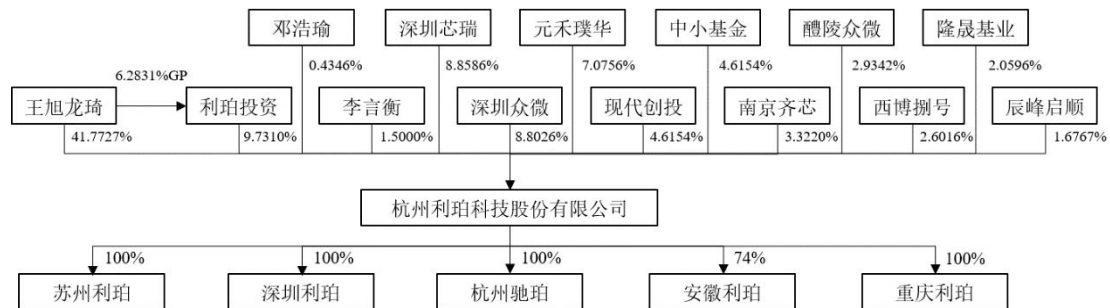 邓浩瑜
深圳芯瑞
元禾璞华
中小基金
醴陵众微
隆晟基业
0.4346%
8.8586%
7.0756%
4.6154%
2.9342%
2.0596%
6.2831%GP
王旭龙琦
利珀投资
李言衡
深圳众微
现代创投
南京齐芯
西博捌号
辰峰启顺
41.7727%
9.7310%
1.5000%
8.8026%
4.6154%
3.3220%
2.6016%
1.6767%
杭州利珀科技股份有限公司
100%
100%
100%
74%
100%
苏州利珀
深圳利珀
杭州驰珀
安徽利珀
重庆利珀